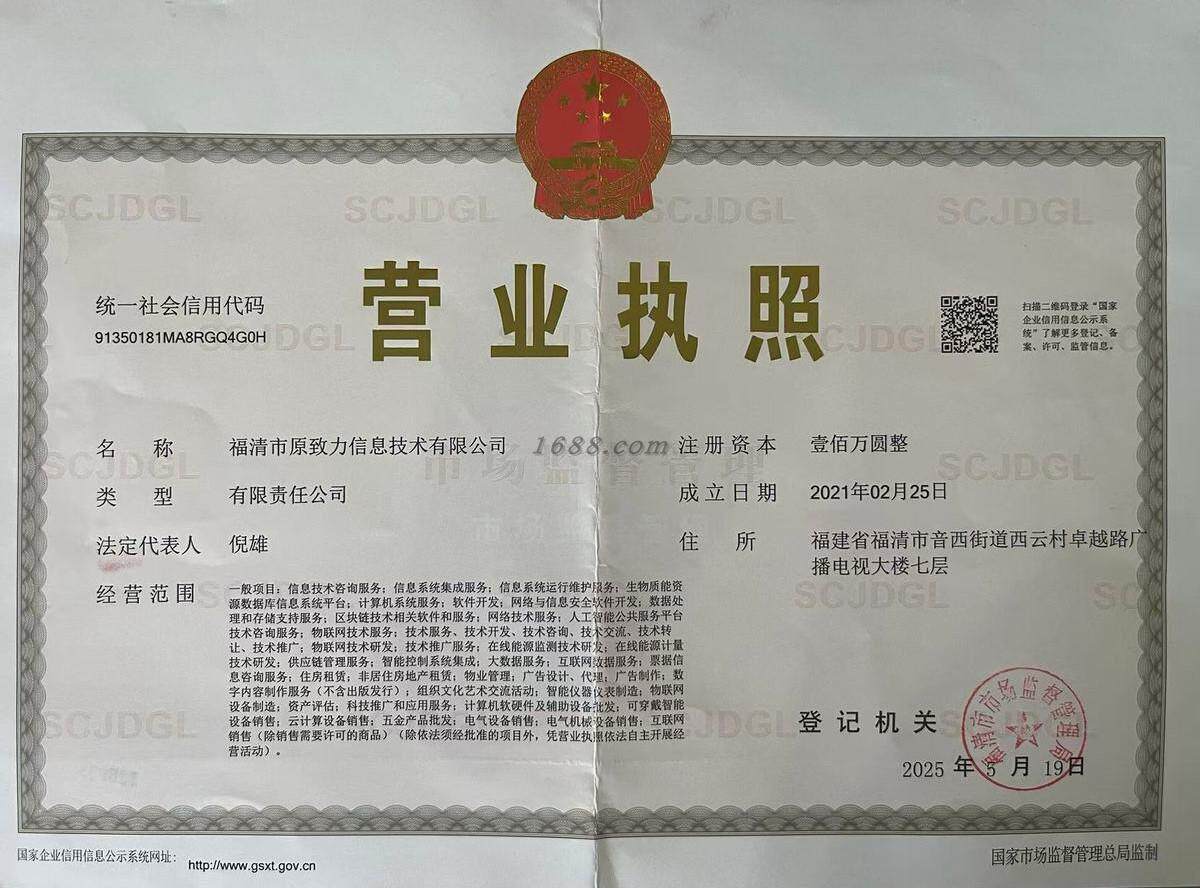 SCJDGL SCJDGL SCJDGL SCJDGL
营业执照
统一社会信用代码
91350181MA8RGQ4G0H
扫描二维码登录“国家
企业信用信息公示系
统”了解更多登记、备
案、许可、监管信息。
名称 福清市原致力信息技术有限公司
1688.com
注册资本 壹佰万圆整
市场监督管理
类型 有限责任公司
成立日期 2021年02月25日
法定代表人 倪雄
住所 福建省福清市音西街道西云村卓越路广
播电视大楼七层
经营范围 一般项目：信息技术咨询服务；信息系统集成服务；信息系统运行维护服务；生物质能资
源数据库信息系统平台；计算机系统服务；软件开发；网络与信息安全软件开发；数据处
理和存储支持服务；区块链技术相关软件和服务；网络技术服务；人工智能公共服务平台
技术咨询服务；物联网技术服务；技术服务、技术开发、技术咨询、技术交流、技术转
让、技术推广；物联网技术研发；技术推广服务；在线能源监测技术研发；在线能源计量
技术研发；供应链管理服务；智能控制系统集成；大数据服务；互联网数据服务；票据信
息咨询服务；住房租赁；非居住房地产租赁；物业管理；广告设计、代理；广告制作；数
字内容制作服务（不含出版发行）；组织文化艺术交流活动；智能仪器仪表制造；物联网
设备制造；资产评估；科技推广和应用服务；计算机软硬件及辅助设备批发；可穿戴智能
设备销售；云计算设备销售；五金产品批发；电气设备销售；电气机械设备销售；互联网
销售（除销售需要许可的商品）（除依法须经批准的项目外，凭营业执照依法自主开展经
营活动）。
登记机关
福清市市场监督管理局
2025年5月19日
国家企业信用信息公示系统网址： http://www.gsxt.gov.cn
国家市场监督管理总局监制